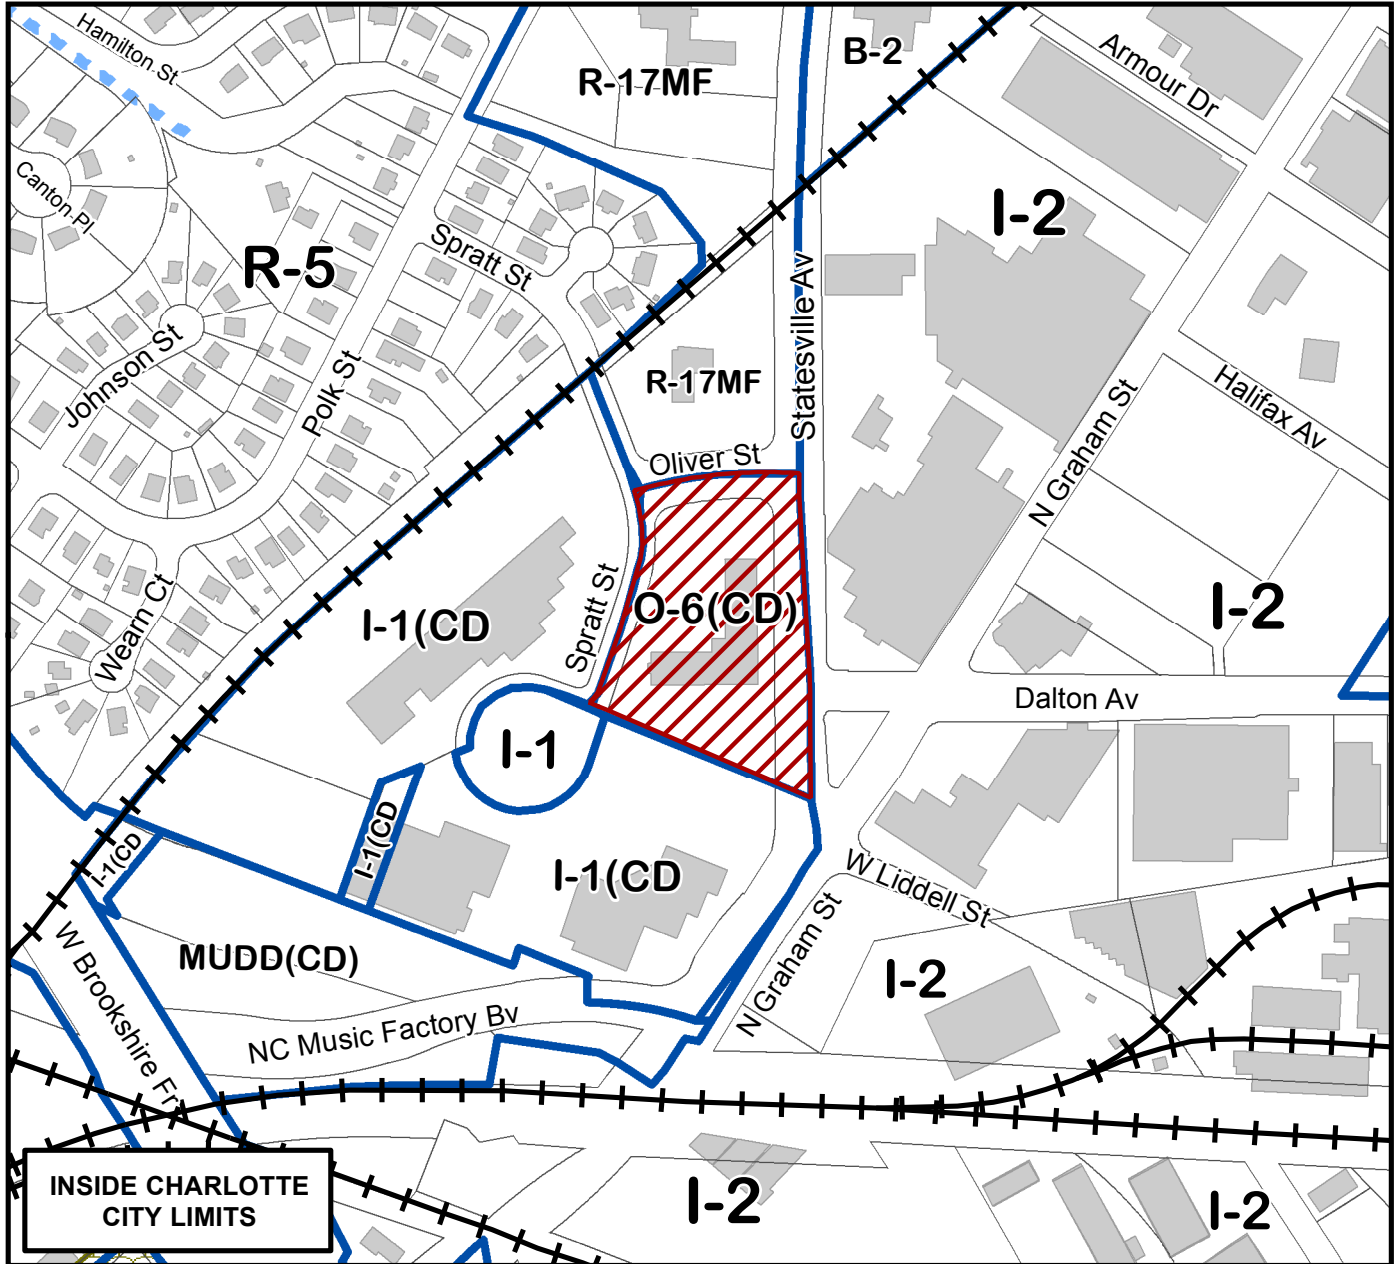 Hamilton St
R-17MF
B-2
Armour Dr
Canton Pl
I-2
R-5
Spratt St
Statesville Av
Johnson St
Polk St
R-17MF
Halifax Av
N Graham St
Oliver St
Wearn Ct
I-1(CD
Spratt St
O-6(CD)
I-2
Dalton Av
I-1
I-1(CD
I-1(CD
I-1(CD
W Liddell St
MUDD(CD)
W Brookshire Fr
N Graham St
I-2
NC Music Factory Bv
INSIDE CHARLOTTE
CITY LIMITS
I-2
I-2